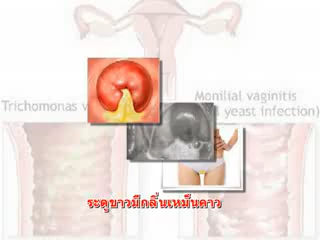 Trichomonas v
Monilial vaginitis
yeast infection)
ระดูขาวมีกลิ่นเหม็นคาว